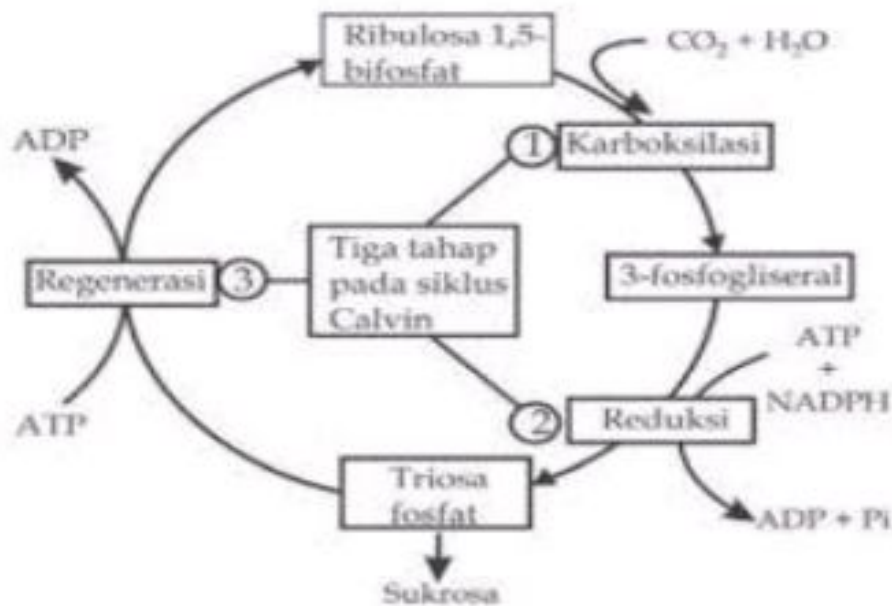 Ribulosa 1,5-
bifosfat
CO₂ + H₂O
ADP
1
Karboksilasi
Tiga tahap
pada siklus
Calvin
Regenerasi
3
3-fosfogliseral
ATP
+
NADPH
ATP
2
Reduksi
Triosa
fosfat
ADP + Pi
Sukrosa